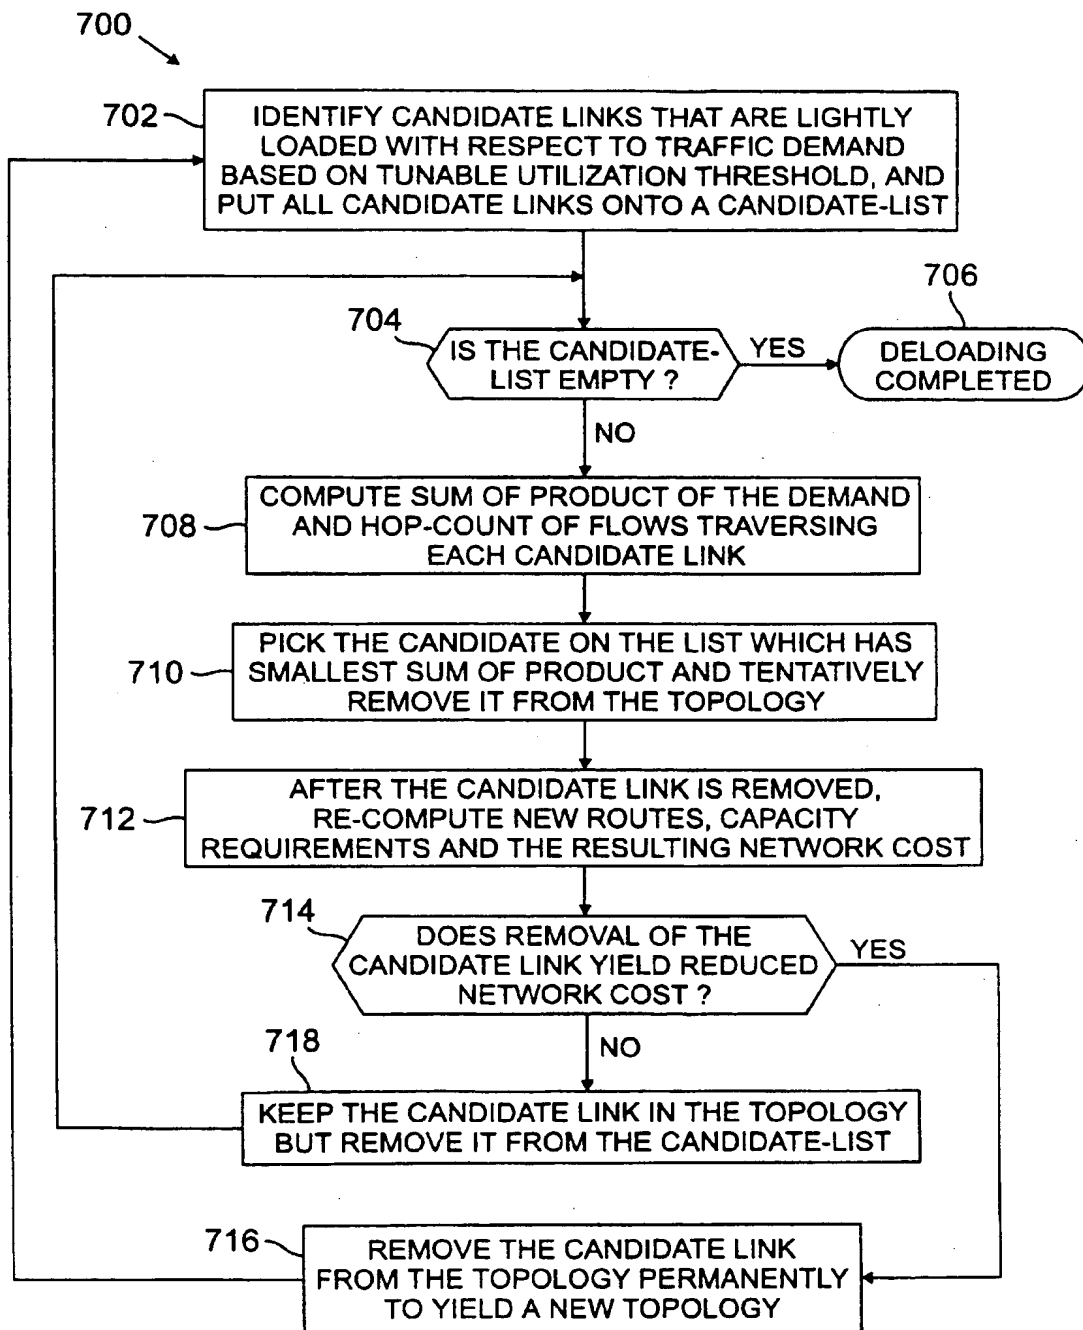 700
702
IDENTIFY CANDIDATE LINKS THAT ARE LIGHTLY
LOADED WITH RESPECT TO TRAFFIC DEMAND
BASED ON TUNABLE UTILIZATION THRESHOLD, AND
PUT ALL CANDIDATE LINKS ONTO A CANDIDATE-LIST
704
IS THE CANDIDATE-
LIST EMPTY ?
YES
706
DELOADING
COMPLETED
NO
708
COMPUTE SUM OF PRODUCT OF THE DEMAND
AND HOP-COUNT OF FLOWS TRAVERSING
EACH CANDIDATE LINK
710
PICK THE CANDIDATE ON THE LIST WHICH HAS
SMALLEST SUM OF PRODUCT AND TENTATIVELY
REMOVE IT FROM THE TOPOLOGY
712
AFTER THE CANDIDATE LINK IS REMOVED,
RE-COMPUTE NEW ROUTES, CAPACITY
REQUIREMENTS AND THE RESULTING NETWORK COST
714
DOES REMOVAL OF THE
CANDIDATE LINK YIELD REDUCED
NETWORK COST ?
YES
NO
718
KEEP THE CANDIDATE LINK IN THE TOPOLOGY
BUT REMOVE IT FROM THE CANDIDATE-LIST
716
REMOVE THE CANDIDATE LINK
FROM THE TOPOLOGY PERMANENTLY
TO YIELD A NEW TOPOLOGY